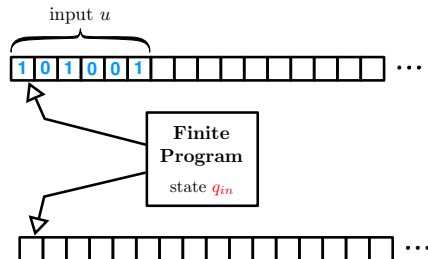 input u
1 0 1 0 0 1
...
Finite
Program
state q_in
...